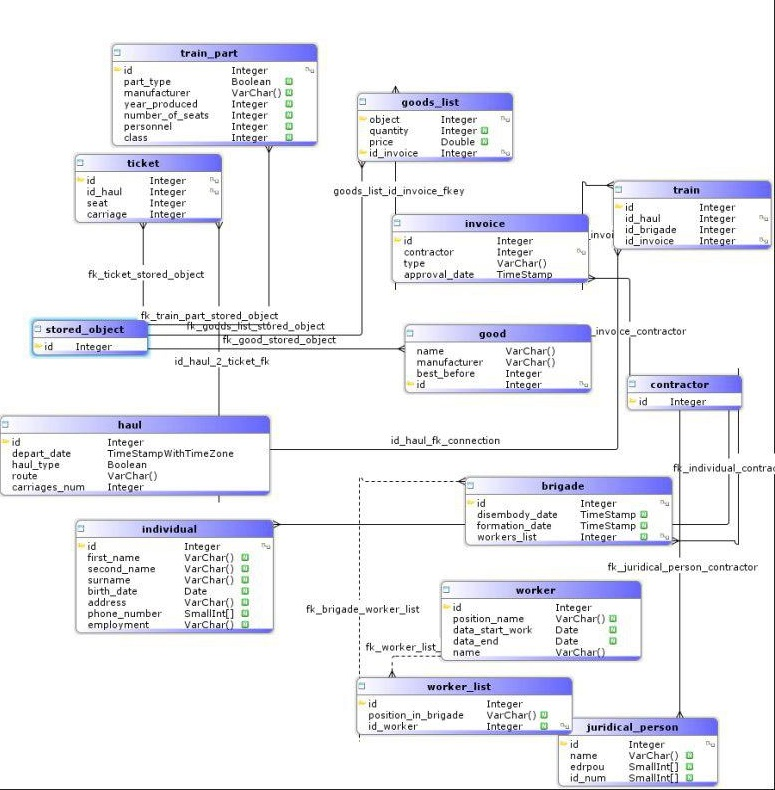 train_part
id Integer
part_type Boolean N
manufacturer VarChar() N
year_produced Integer N
number_of_seats Integer N
personnel Integer N
class Integer N
goods_list
object Integer
quantity Integer N
price Double N
id_invoice Integer
ticket
id Integer
id_haul Integer
seat Integer
carriage Integer
goods_list_id_invoice_fkey
train
id Integer
id_haul Integer
id_brigade Integer
id_invoice Integer
invoice
id Integer
contractor Integer
type VarChar()
approval_date TimeStamp
_invoi
fk_ticket_stored_object
fk_train_part_stored_object
fk_goods_list_stored_object
fk_good_stored_object
stored_object
id Integer
id_haul_2_ticket_fk
good
name VarChar()
manufacturer VarChar()
best_before Integer
id Integer
_invoice_contractor
contractor
id Integer
haul
id Integer
depart_date TimeStampWithTimeZone
haul_type Boolean
route VarChar()
carriages_num Integer
id_haul_fk_connection
fk_individual_contrac
brigade
id Integer
disembody_date TimeStamp N
formation_date TimeStamp N
workers_list Integer N
individual
id Integer
first_name VarChar() N
second_name VarChar() N
surname VarChar() N
birth_date Date N
address VarChar() N
phone_number SmallInt[] N
employment VarChar() N
fk_juridical_person_contractor
fk_brigade_worker_list
worker
id Integer
position_name VarChar() N
data_start_work Date N
data_end Date N
name VarChar()
fk_worker_list_
worker_list
id Integer
position_in_brigade VarChar() N
id_worker Integer N
juridical_person
id Integer
name VarChar() N
edrpou SmallInt[] N
id_num SmallInt[] N